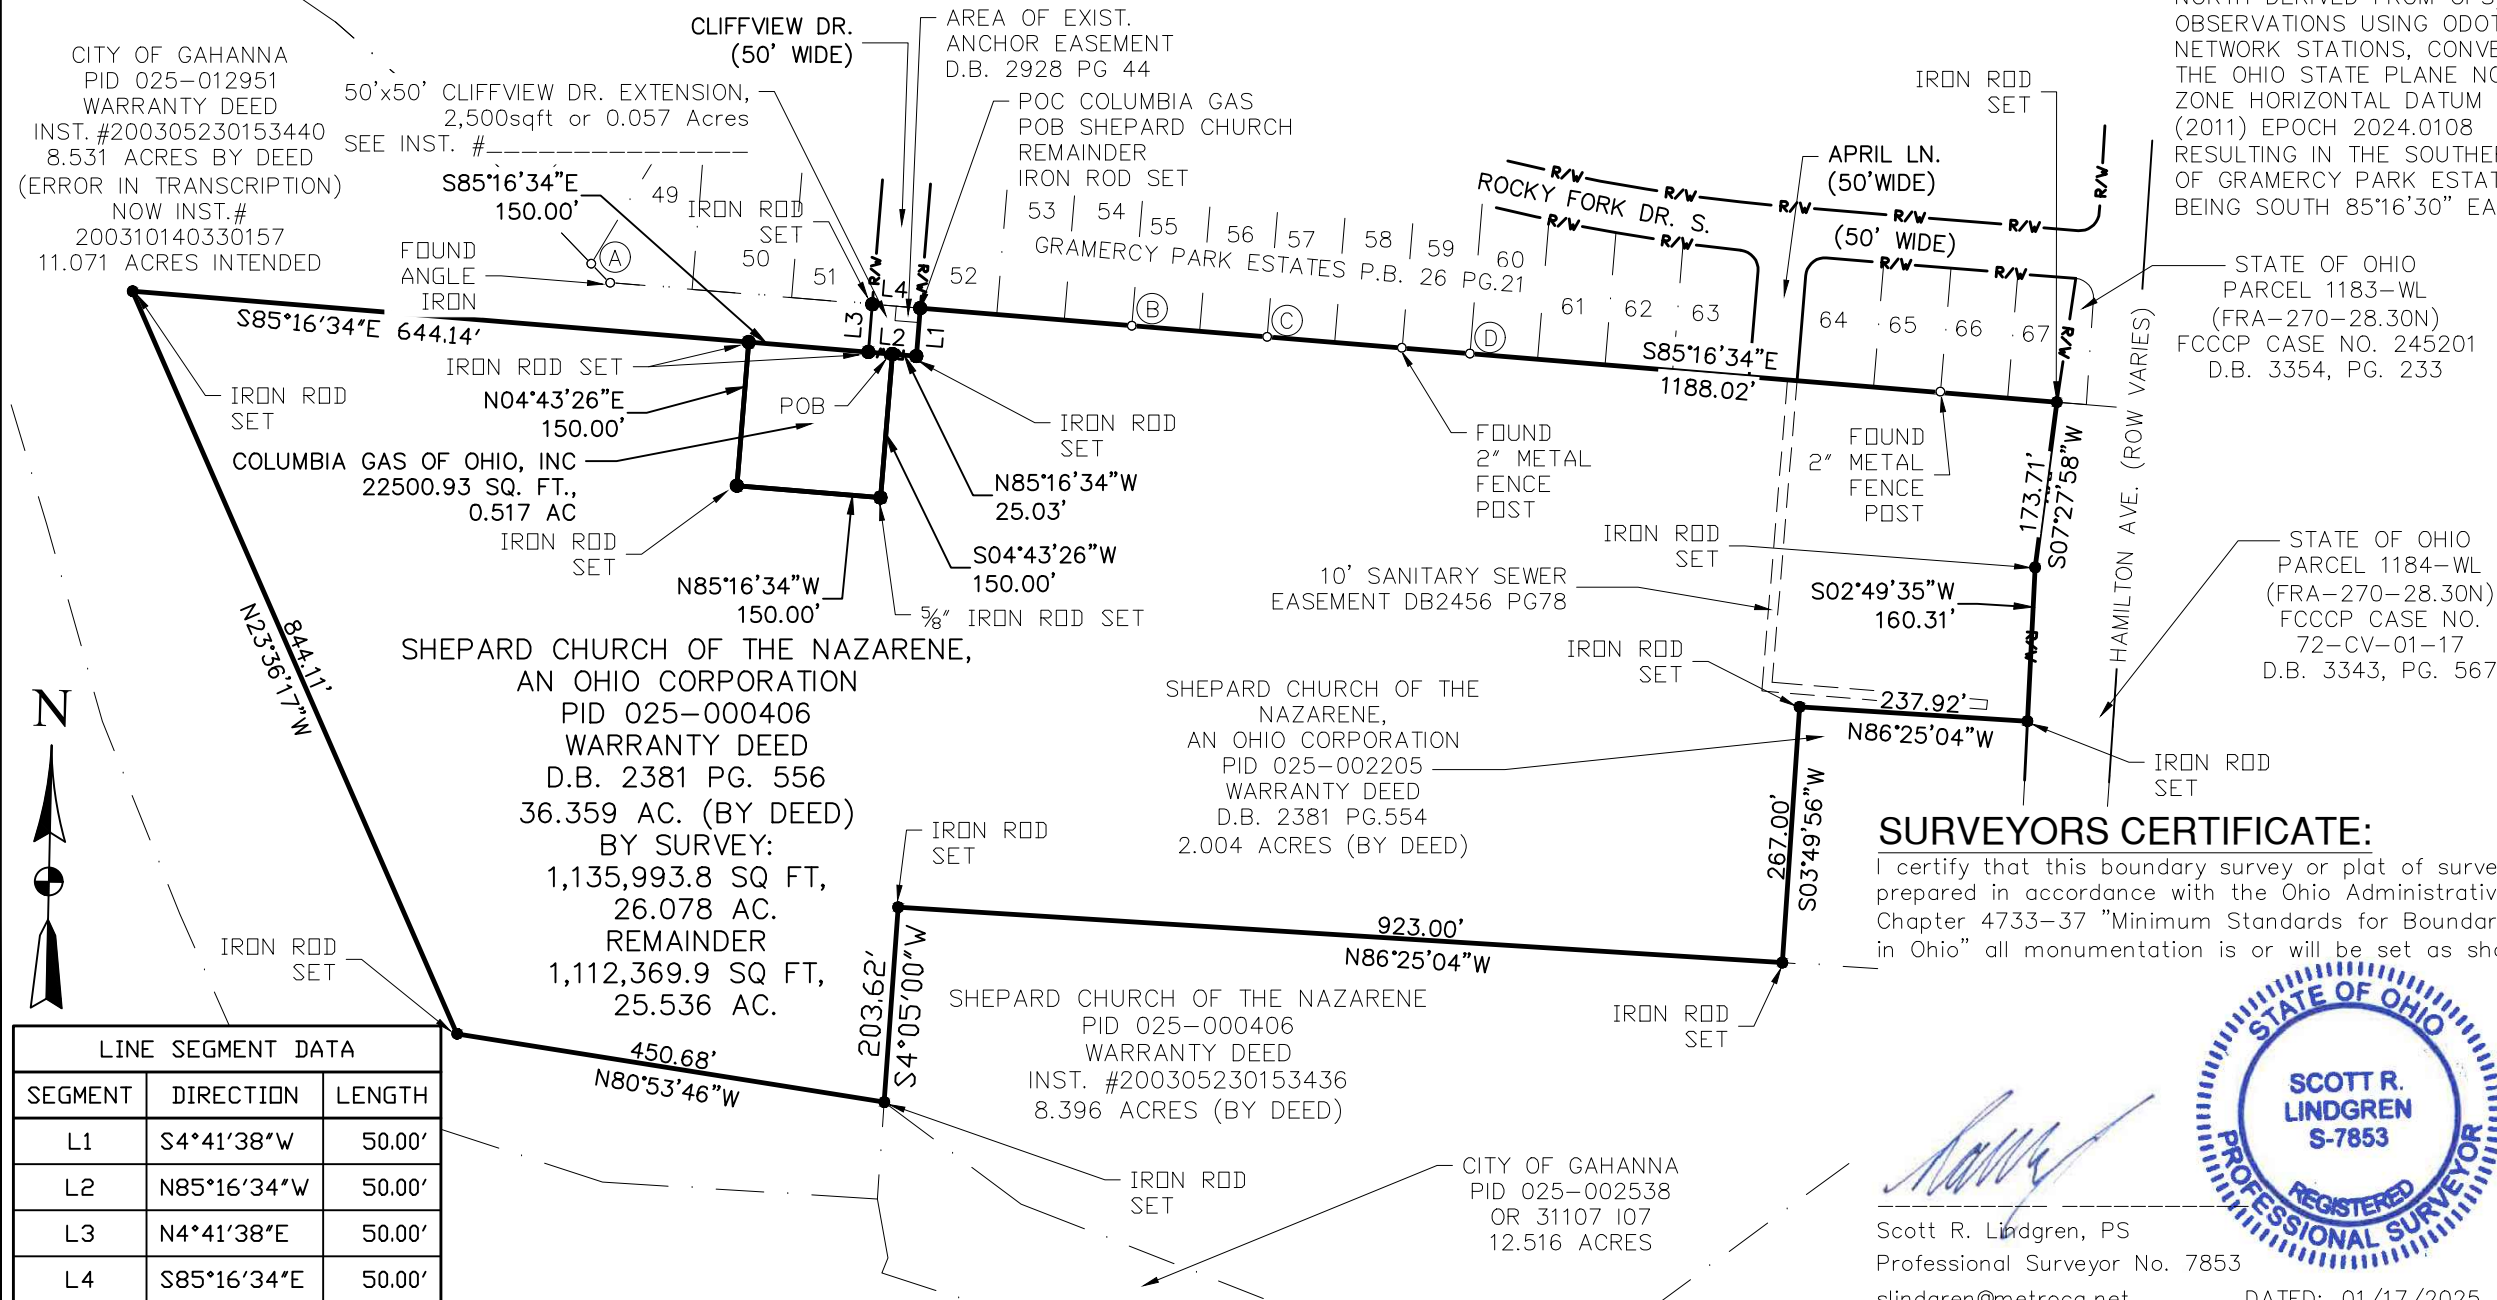 CITY OF GAHANNA
PID 025-012951
WARRANTY DEED
INST. #200305230153440
8.531 ACRES BY DEED
(ERROR IN TRANSCRIPTION)
NOW INST.#
200310140330157
11.071 ACRES INTENDED
CLIFFVIEW DR.
(50' WIDE)
AREA OF EXIST.
ANCHOR EASEMENT
D.B. 2928 PG 44
50'x50' CLIFFVIEW DR. EXTENSION,
2,500sqft or 0.057 Acres
SEE INST. #_______________
POC COLUMBIA GAS
POB SHEPARD CHURCH
REMAINDER
IRON ROD SET
S85°16'34"E
150.00'
49
IRON ROD
SET
FOUND
ANGLE
IRON
A
50
51
R/W
R/W
52
53
54
55
56
57
58
59
60
GRAMERCY PARK ESTATES P.B. 26 PG.21
61
62
63
64
65
66
67
ROCKY FORK DR. S.
(50' WIDE)
R/W
R/W
R/W
R/W
R/W
R/W
R/W
R/W
R/W
R/W
R/W
APRIL LN.
(50'WIDE)
IRON ROD
SET
OBSERVATIONS USING ODOT
NETWORK STATIONS,
THE OHIO STATE PLANE
ZONE HORIZONTAL DATUM
(2011) EPOCH 2024.0108
RESULTING IN THE
OF GRAMERCY PARK
BEING SOUTH 85°16'30"
STATE OF OHIO
PARCEL 1183-WL
(FRA-270-28.30N)
FCCCP CASE NO. 245201
D.B. 3354, PG. 233
L4
L3
L2
L1
B
C
D
S85°16'34"E 644.14'
IRON ROD SET
IRON ROD
SET
N04°43'26"E
150.00'
POB
IRON ROD
SET
COLUMBIA GAS OF OHIO, INC
22500.93 SQ. FT.,
0.517 AC
IRON ROD
SET
N85°16'34"W
25.03'
S04°43'26"W
150.00'
N85°16'34"W
150.00'
⅝" IRON ROD SET
S85°16'34"E
1188.02'
FOUND
2" METAL
FENCE
POST
FOUND
2" METAL
FENCE
POST
173.71'
S07°27'58"W
HAMILTON AVE. (ROW VARIES)
IRON ROD
SET
10' SANITARY SEWER
EASEMENT DB2456 PG78
S02°49'35"W
160.31'
R/W
STATE OF OHIO
PARCEL 1184-WL
(FRA-270-28.30N)
FCCCP CASE NO.
72-CV-01-17
D.B. 3343, PG. 567
IRON ROD
SET
237.92'
N86°25'04"W
IRON ROD
SET
844.11'
N23°36'17"W
N
SHEPARD CHURCH OF THE NAZARENE,
AN OHIO CORPORATION
PID 025-000406
WARRANTY DEED
D.B. 2381 PG. 556
36.359 AC. (BY DEED)
BY SURVEY:
1,135,993.8 SQ FT,
26.078 AC.
REMAINDER
1,112,369.9 SQ FT,
25.536 AC.
SHEPARD CHURCH OF THE
NAZARENE,
AN OHIO CORPORATION
PID 025-002205
WARRANTY DEED
D.B. 2381 PG.554
2.004 ACRES (BY DEED)
267.00'
S03°49'56"W
IRON ROD
SET
923.00'
N86°25'04"W
IRON ROD
SET
203.62'
S4°05'00"W
IRON ROD
SET
450.68'
N80°53'46"W
IRON ROD
SET
SHEPARD CHURCH OF THE NAZARENE
PID 025-000406
WARRANTY DEED
INST. #200305230153436
8.396 ACRES (BY DEED)
CITY OF GAHANNA
PID 025-002538
OR 31107 I07
12.516 ACRES
LINE SEGMENT DATA
SEGMENT DIRECTION LENGTH
L1 S4°41'38"W 50.00'
L2 N85°16'34"W 50.00'
L3 N4°41'38"E 50.00'
L4 S85°16'34"E 50.00'
SURVEYORS CERTIFICATE:
I certify that this boundary survey or plat of
prepared in accordance with the Ohio
Chapter 4733-37 "Minimum Standards for
in Ohio" all monumentation is or will be set as
STATE OF OHIO
SCOTT R.
LINDGREN
S-7853
REGISTERED
PROFESSIONAL SURVEYOR
Scott R. Lindgren, PS
Professional Surveyor No. 7853
slindgren@metrocg.net DATED: 01/17/2025